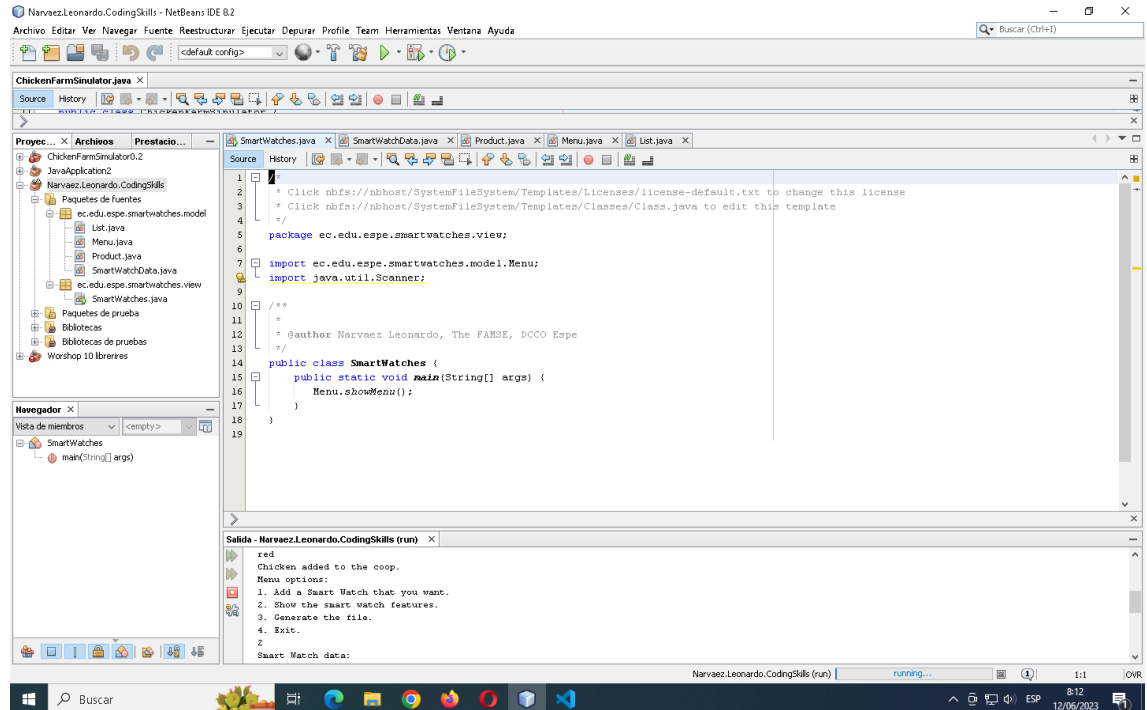 Narvaez.Leonardo.CodingSkills - NetBeans IDE 8.2
Archivo Editar Ver Navegar Fuente Reestructurar Ejecutar Depurar Profile Team Herramientas Ventana Ayuda
Buscar (Ctrl+I)
<default config>
ChickenFarmSinulator.java
Source History
11 public class ChickenFarmSinulator {
Proyec... Archivos Prestacio...
ChickenFarmSimulator0.2
JavaApplication2
Narvaez.Leonardo.CodingSkills
Paquetes de fuentes
ec.edu.espe.smartwatches.model
List.java
Menu.java
Product.java
SmartWatchData.java
ec.edu.espe.smartwatches.view
SmartWatches.java
Paquetes de prueba
Bibliotecas
Bibliotecas de pruebas
Worshop 10 librerires
Navegador
Vista de miembros <empty>
SmartWatches
main(String[] args)
SmartWatches.java SmartWatchData.java Product.java Menu.java List.java
Source History
1 /*
2 * Click nbfs://nbhost/SystemFileSystem/Templates/Licenses/license-default.txt to change this license
3 * Click nbfs://nbhost/SystemFileSystem/Templates/Classes/Class.java to edit this template
4 */
5 package ec.edu.espe.smartwatches.view;
6
7 import ec.edu.espe.smartwatches.model.Menu;
import java.util.Scanner;
9
10 /**
11 *
12 * @author Narvaez Leonardo, The FAMSE, DCCO Espe
13 */
14 public class SmartWatches {
15 public static void main(String[] args) {
16 Menu.showMenu();
17 }
18 }
19
Salida - Narvaez.Leonardo.CodingSkills (run)
red
Chicken added to the coop.
Menu options:
1. Add a Smart Watch that you want.
2. Show the smart watch features.
3. Generate the file.
4. Exit.
2
Smart Watch data:
Narvaez.Leonardo.CodingSkills (run) running... 1 1:1 OVR
Buscar
ESP
8:12
12/06/2023
1